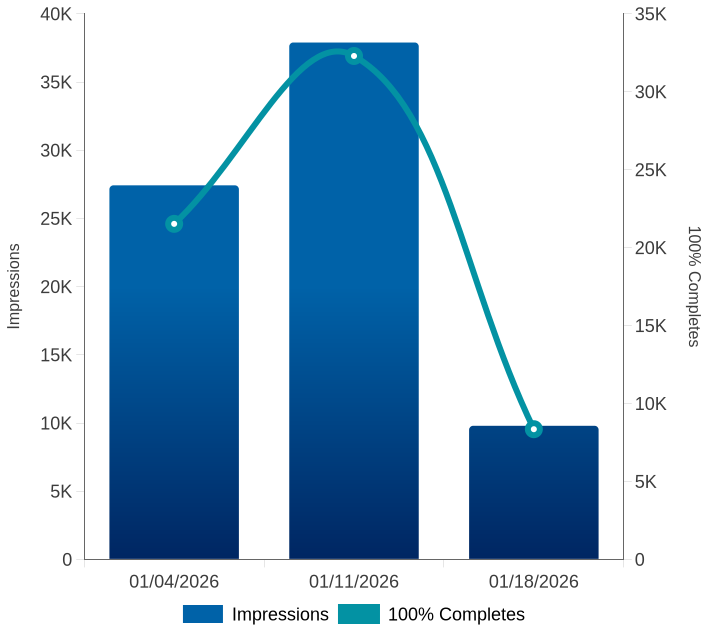 40K
35K
30K
25K
20K
15K
10K
5K
0
Impressions
35K
30K
25K
20K
15K
10K
5K
0
100% Completes
01/04/2026 01/11/2026 01/18/2026
Impressions 100% Completes